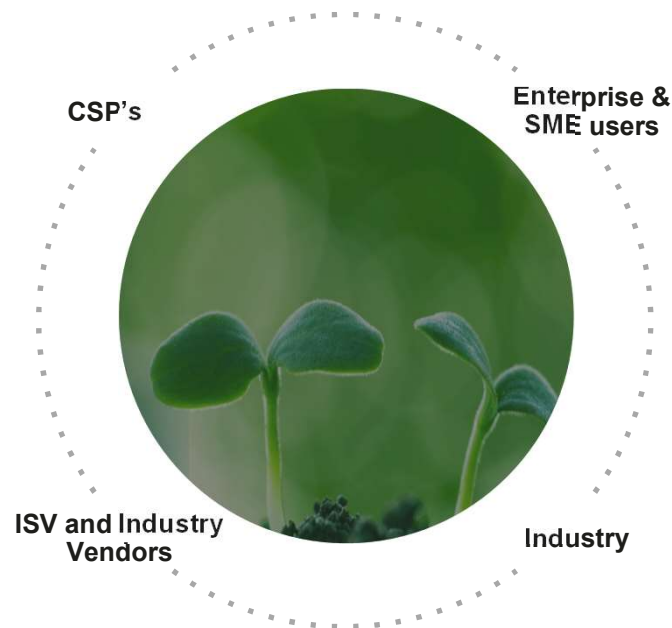 CSP's
Enterprise &
SME users
ISV and Industry
Vendors
Industry